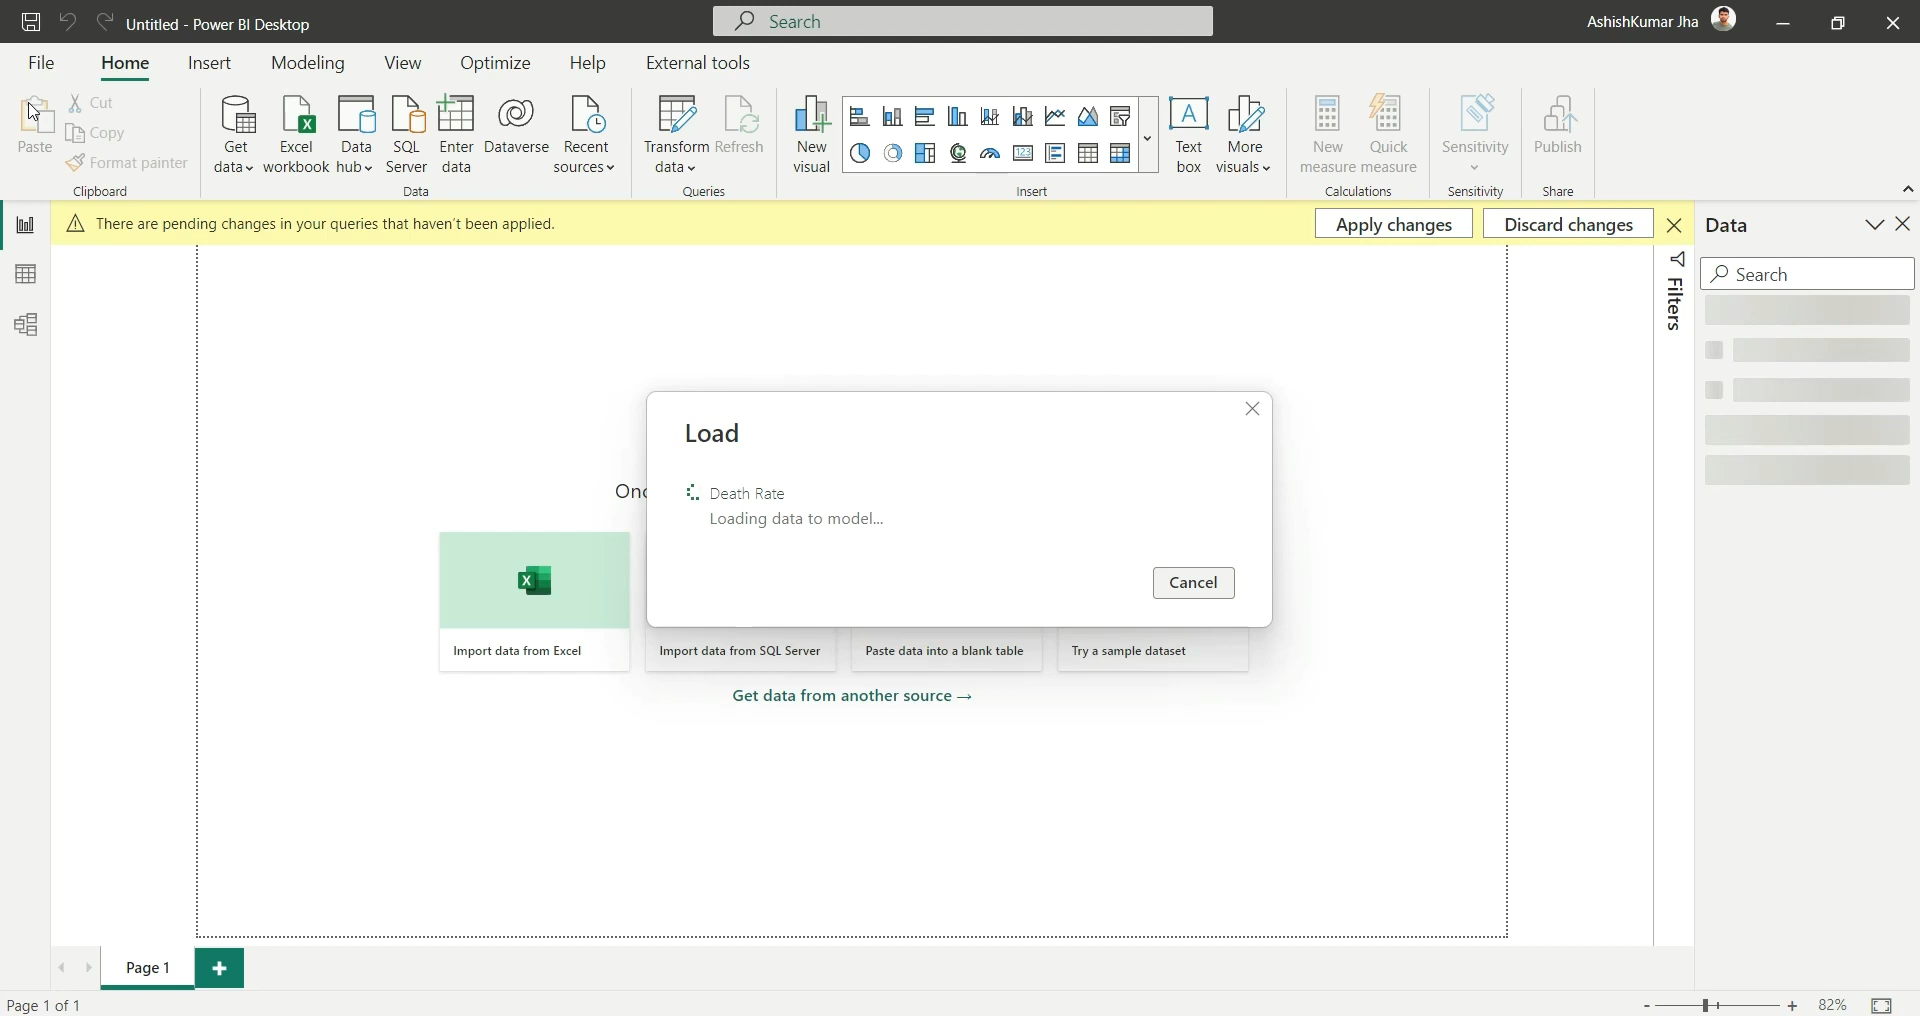 Untitled - Power BI Desktop
Search
AshishKumar Jha
File Home Insert Modeling View Optimize Help External tools
Paste
Cut
Copy
Format painter
Clipboard
Get data
Excel workbook
Data hub
SQL Server
Enter data
Dataverse
Recent sources
Data
Transform data
Refresh
Queries
New visual
A
123
Text box
More visuals
Insert
New measure
Quick measure
Calculations
Sensitivity
Sensitivity
Publish
Share
There are pending changes in your queries that haven't been applied.
Apply changes
Discard changes
Data
Search
Filters
Load
Death Rate
Loading data to model...
Cancel
X
Import data from Excel
Import data from SQL Server
Paste data into a blank table
Try a sample dataset
Get data from another source →
Page 1
Page 1 of 1
- + 82%